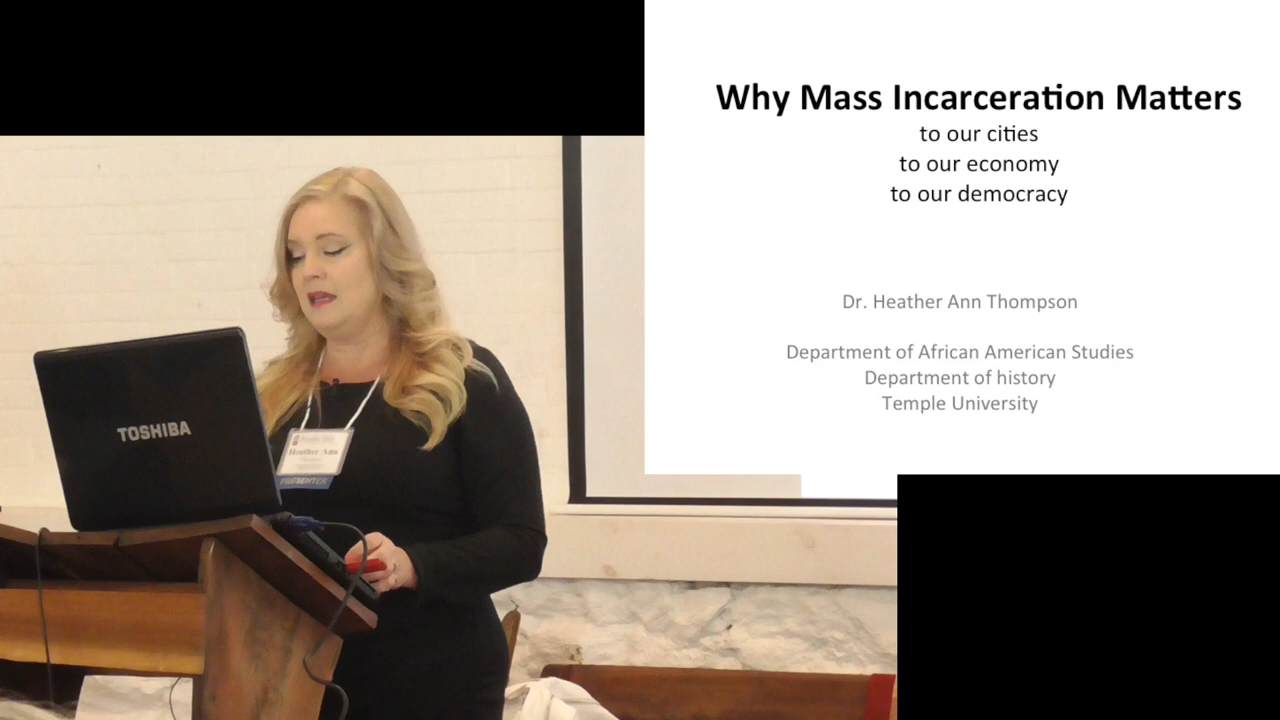 Why Mass Incarceration Matters
to our cities
to our economy
to our democracy
Dr. Heather Ann Thompson
Department of African American Studies
Department of history
Temple University
TOSHIBA
Heather Ann
PRESENTER